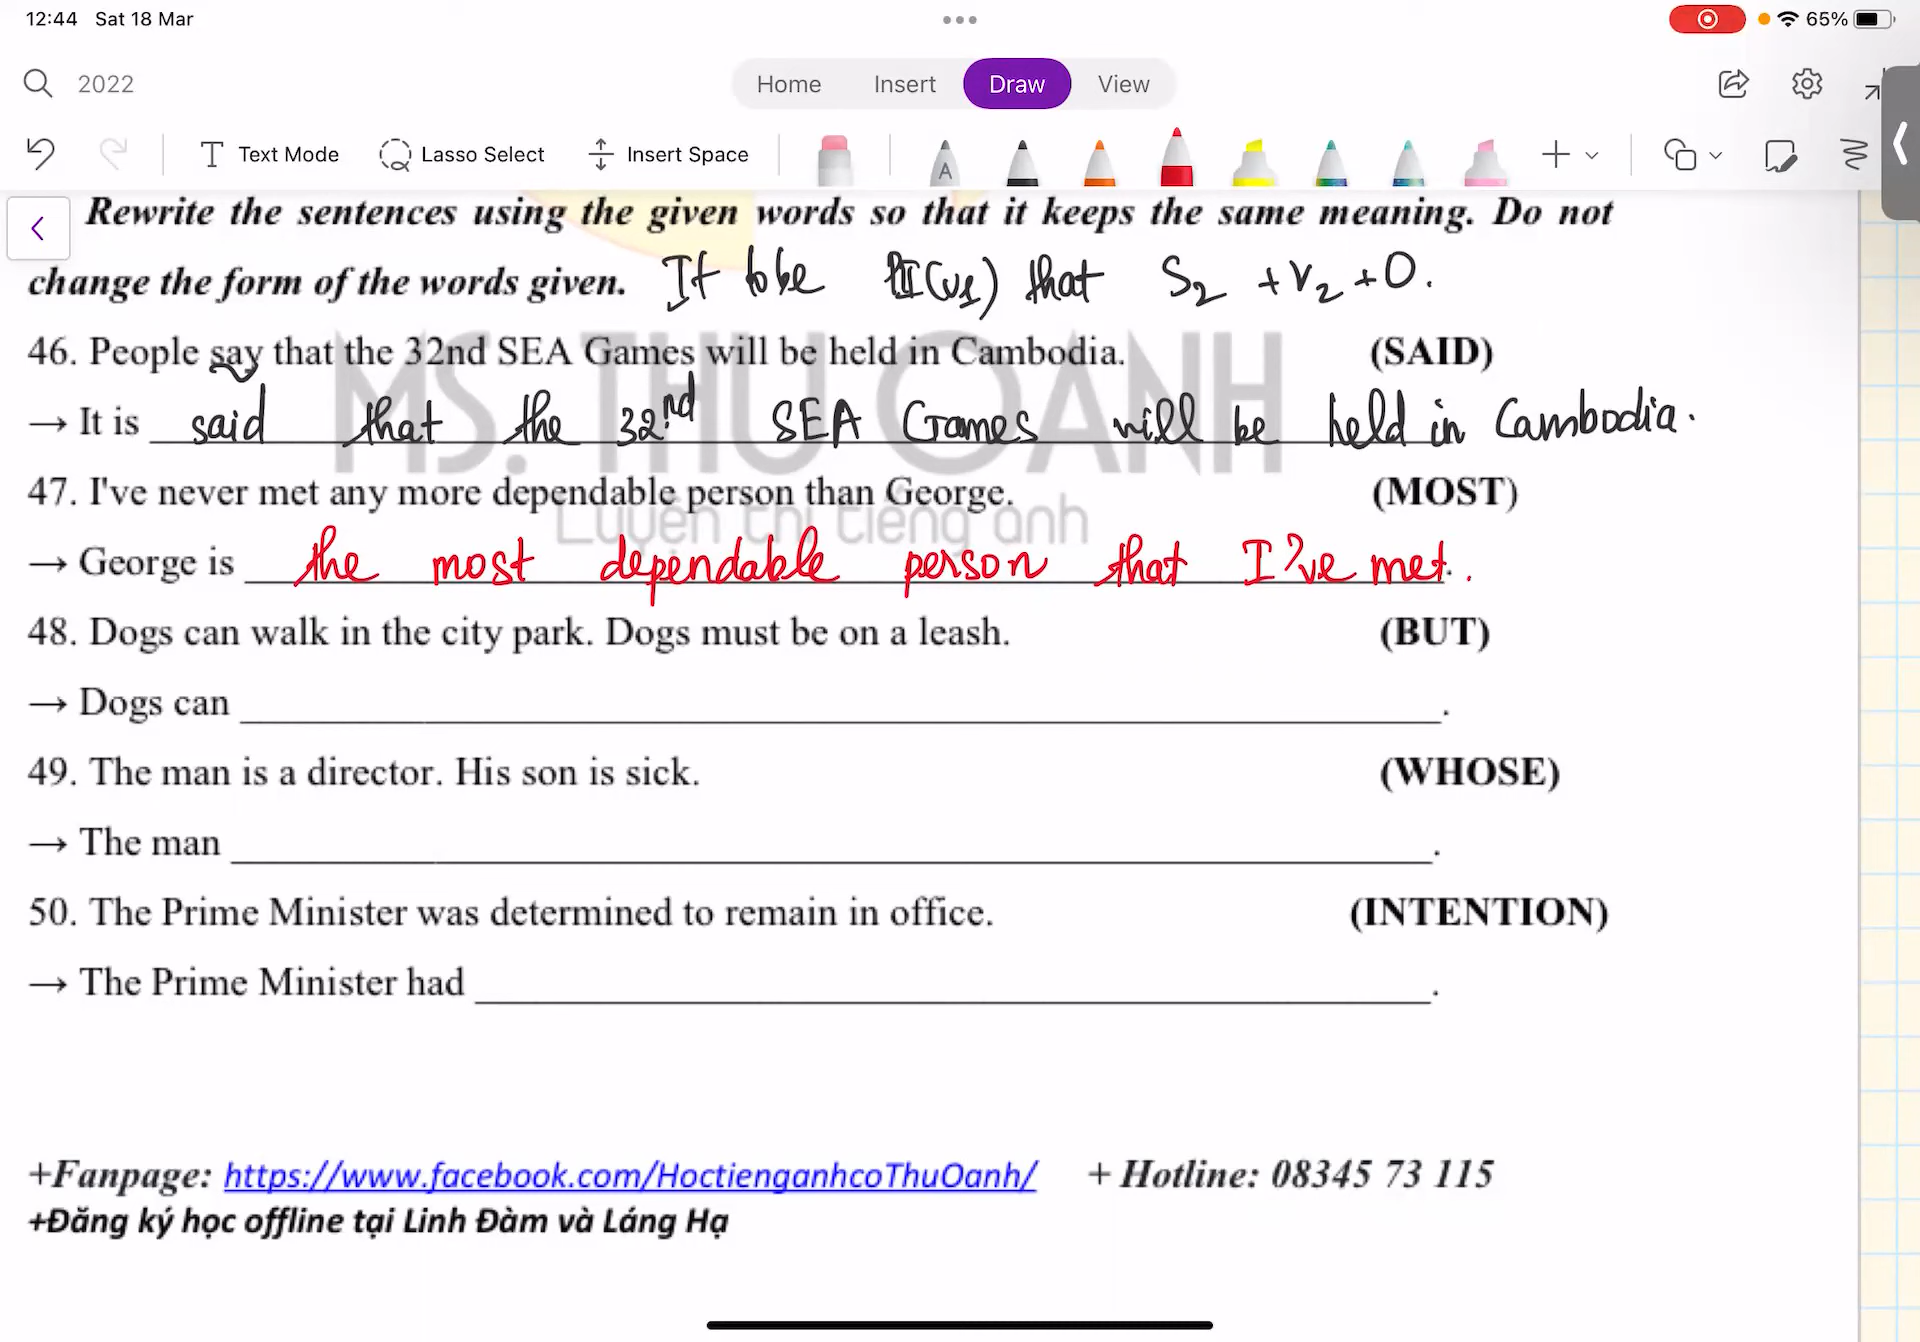 12:44 Sat 18 Mar
65%
2022
Home Insert Draw View
Text Mode Lasso Select Insert Space
A
Rewrite the sentences using the given words so that it keeps the same meaning. Do not
change the form of the words given. It to be PII(V1) that S2 + V2 + O.
MS. THU OANH
Luyện thi tiếng anh
46. People say that the 32nd SEA Games will be held in Cambodia. (SAID)
→ It is said that the 32nd SEA Games will be held in Cambodia.
47. I've never met any more dependable person than George. (MOST)
→ George is the most dependable person that I've met.
48. Dogs can walk in the city park. Dogs must be on a leash. (BUT)
→ Dogs can ______.
49. The man is a director. His son is sick. (WHOSE)
→ The man ______.
50. The Prime Minister was determined to remain in office. (INTENTION)
→ The Prime Minister had ______.
+Fanpage: https://www.facebook.com/HoctienganhcoThuOanh/ + Hotline: 08345 73 115
+Đăng ký học offline tại Linh Đàm và Láng Hạ